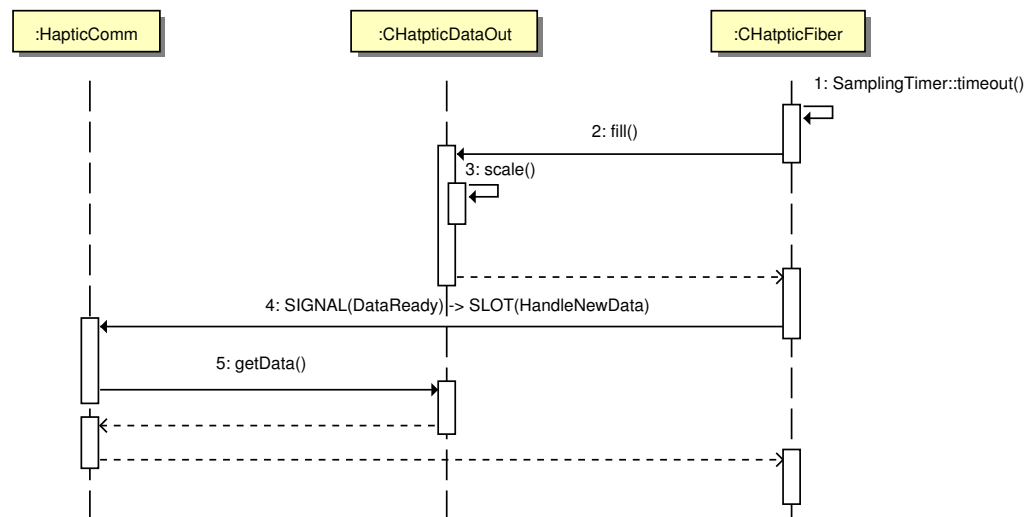 :HapticComm
:CHatpticDataOut
:CHatpticFiber
1: SamplingTimer::timeout()
2: fill()
3: scale()
4: SIGNAL(DataReady) -> SLOT(HandleNewData)
5: getData()